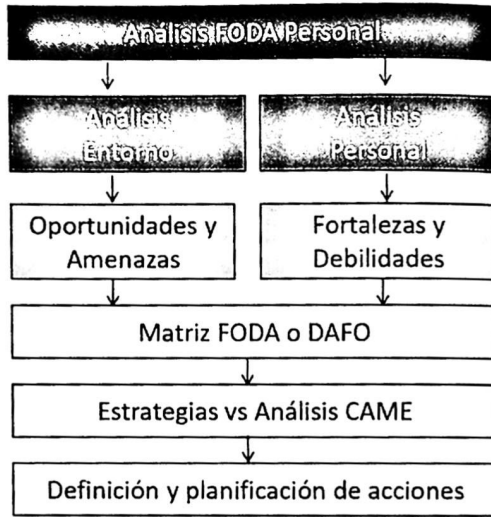 Análisis FODA Personal
Análisis
Entorno
Análisis
Personal
Oportunidades y
Amenazas
Fortalezas y
Debilidades
Matriz FODA o DAFO
Estrategias vs Análisis CAME
Definición y planificación de acciones